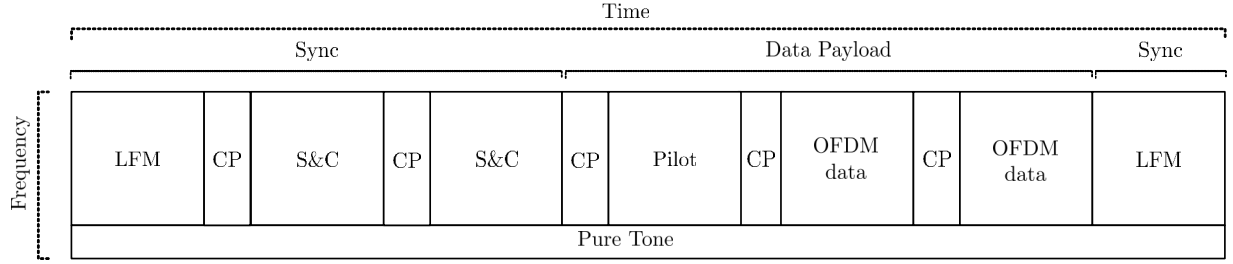 Time
Sync
Data Payload
Sync
Frequency
LFM
CP
S&C
CP
S&C
CP
Pilot
CP
OFDM
data
CP
OFDM
data
LFM
Pure Tone